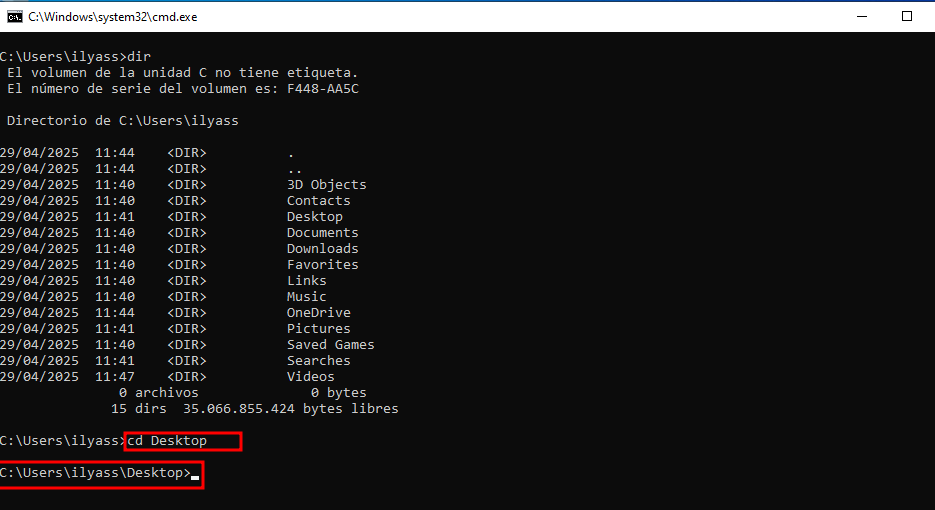 C:\Windows\system32\cmd.exe
C:\Users\ilyass>dir
El volumen de la unidad C no tiene etiqueta.
El número de serie del volumen es: F448-AA5C
Directorio de C:\Users\ilyass
29/04/2025  11:44    <DIR>          .
29/04/2025  11:44    <DIR>          ..
29/04/2025  11:40    <DIR>          3D Objects
29/04/2025  11:40    <DIR>          Contacts
29/04/2025  11:41    <DIR>          Desktop
29/04/2025  11:40    <DIR>          Documents
29/04/2025  11:40    <DIR>          Downloads
29/04/2025  11:40    <DIR>          Favorites
29/04/2025  11:40    <DIR>          Links
29/04/2025  11:40    <DIR>          Music
29/04/2025  11:44    <DIR>          OneDrive
29/04/2025  11:41    <DIR>          Pictures
29/04/2025  11:40    <DIR>          Saved Games
29/04/2025  11:41    <DIR>          Searches
29/04/2025  11:47    <DIR>          Videos
0 archivos              0 bytes
15 dirs  35.066.855.424 bytes libres
C:\Users\ilyass>cd Desktop
C:\Users\ilyass\Desktop>